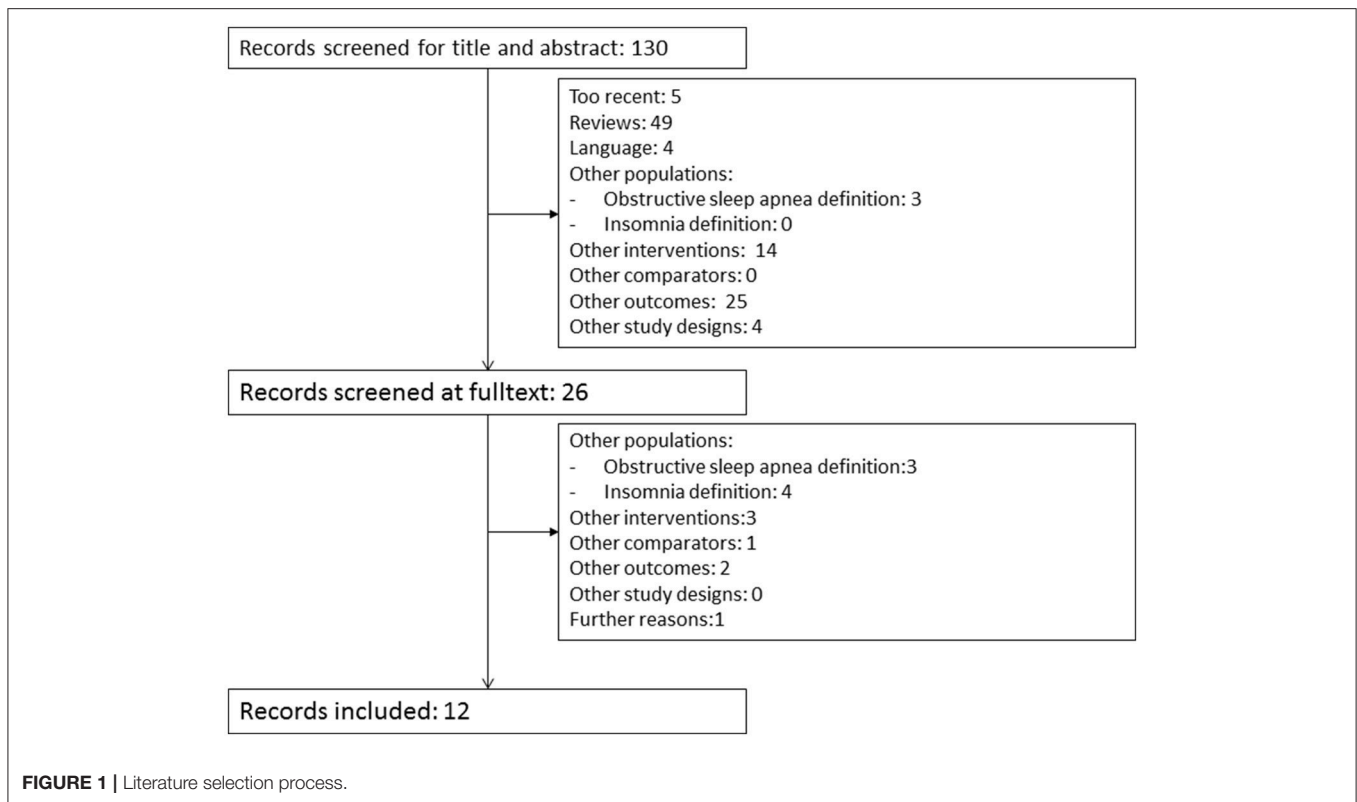 Records screened for title and abstract: 130
Too recent: 5
Reviews: 49
Language: 4
Other populations:
- Obstructive sleep apnea definition: 3
- Insomnia definition: 0
Other interventions: 14
Other comparators: 0
Other outcomes: 25
Other study designs: 4
Records screened at fulltext: 26
Other populations:
- Obstructive sleep apnea definition:3
- Insomnia definition: 4
Other interventions:3
Other comparators: 1
Other outcomes: 2
Other study designs: 0
Further reasons:1
Records included: 12
FIGURE 1 | Literature selection process.